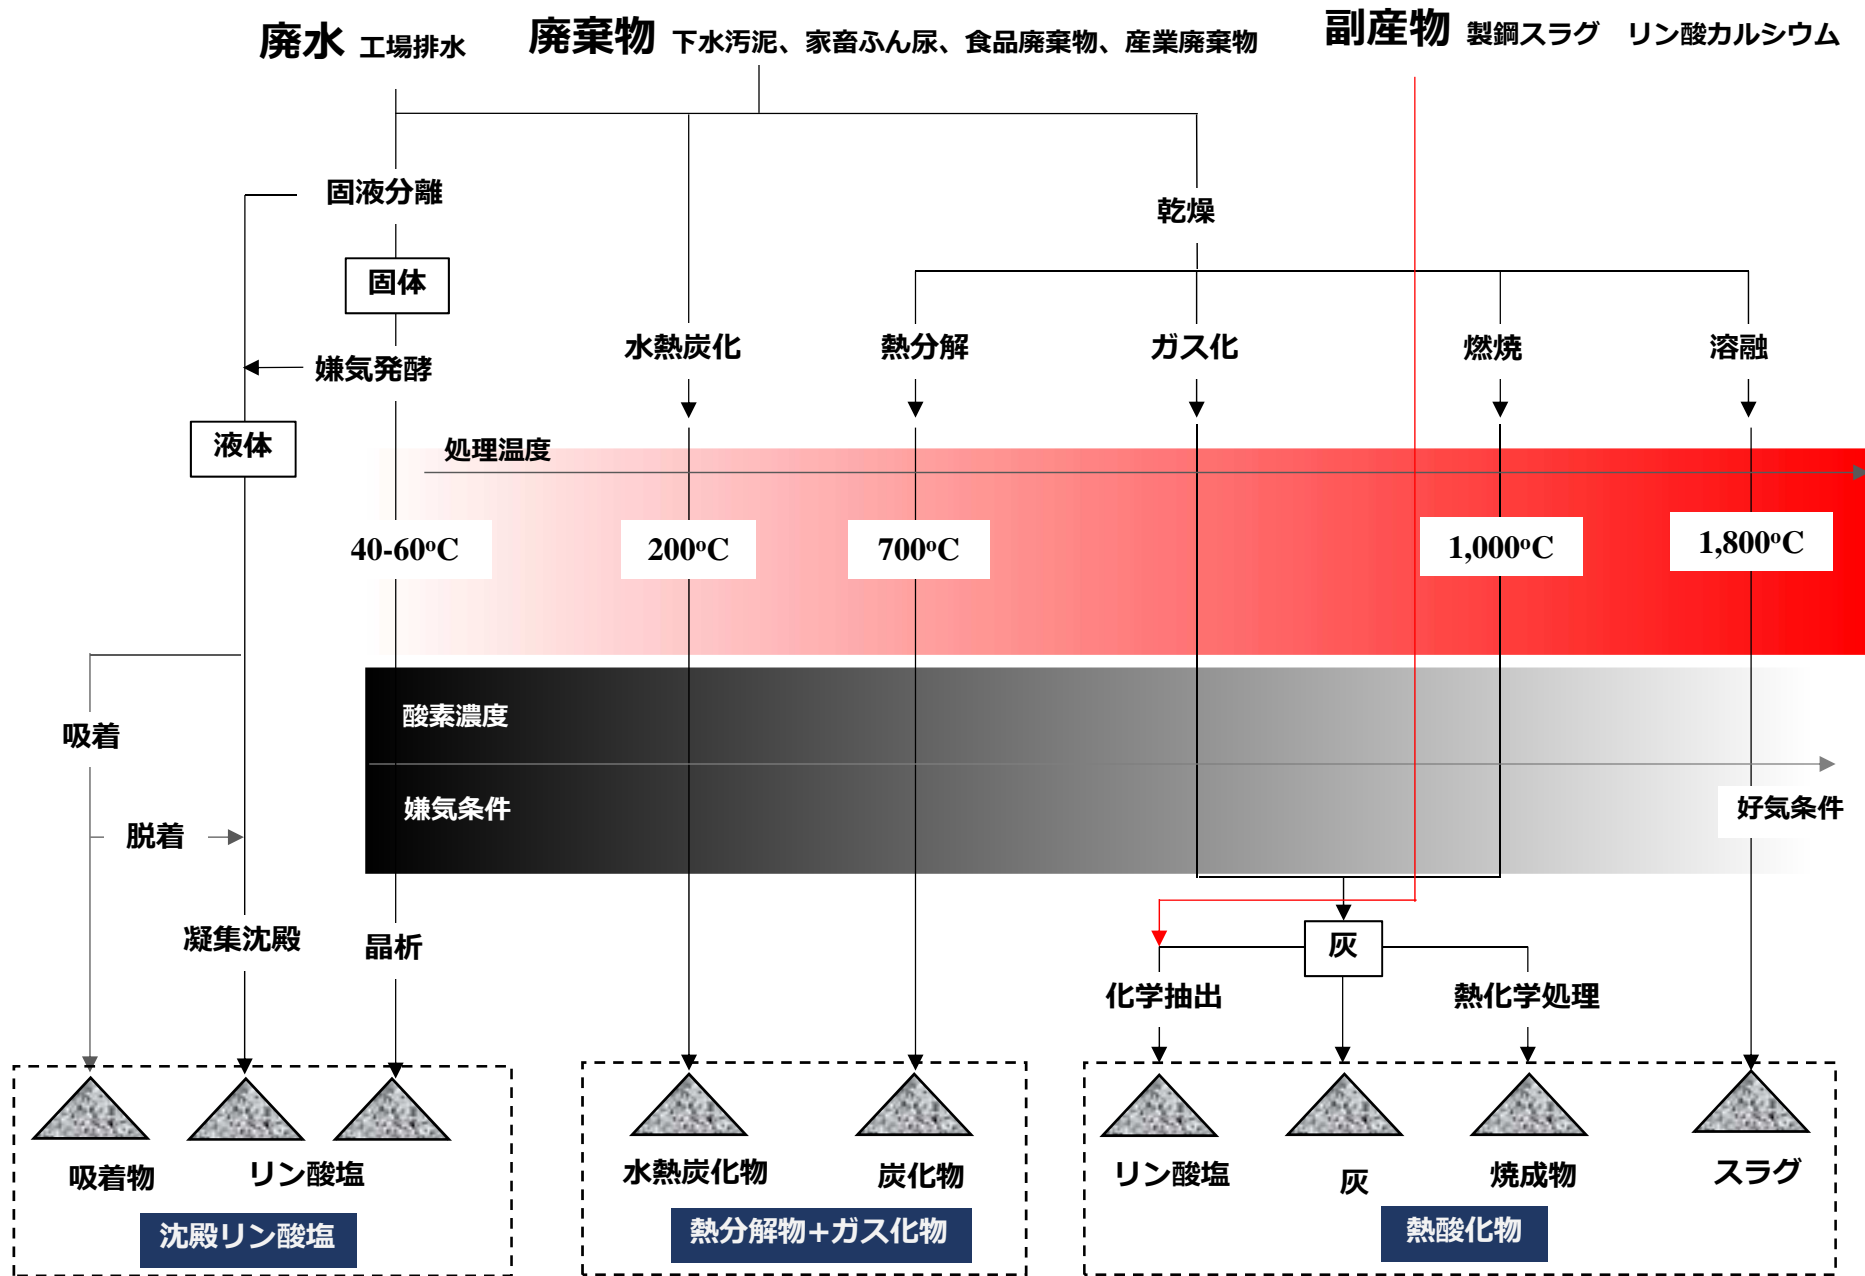 廃水 工場排水
廃棄物 下水汚泥、家畜ふん尿、食品廃棄物、産業廃棄物
副産物 製鋼スラグ リン酸カルシウム
固液分離
乾燥
固体
水熱炭化
熱分解
ガス化
燃焼
溶融
嫌気発酵
液体
処理温度
40-60°C
200°C
700°C
1,000°C
1,800°C
酸素濃度
吸着
嫌気条件
好気条件
脱着
凝集沈殿
晶析
灰
化学抽出
熱化学処理
吸着物
リン酸塩
水熱炭化物
炭化物
リン酸塩
灰
焼成物
スラグ
沈殿リン酸塩
熱分解物+ガス化物
熱酸化物